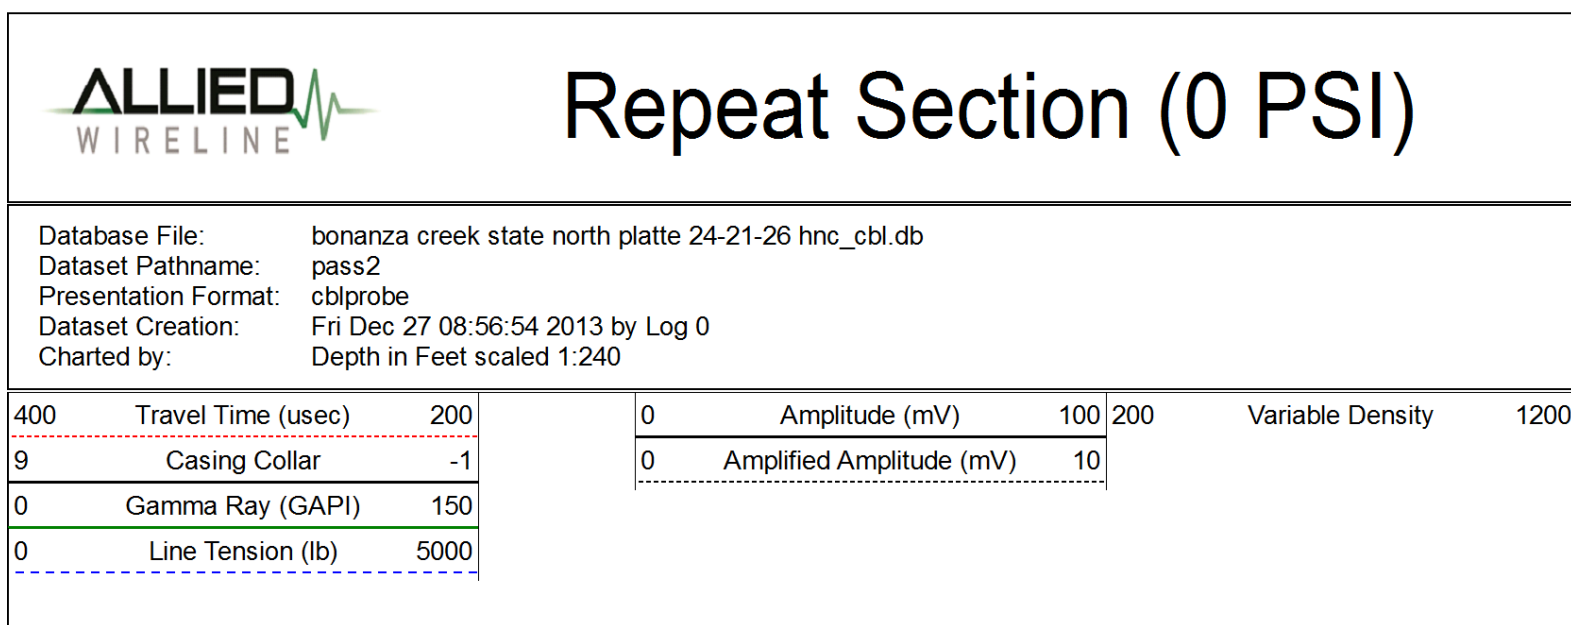 ALLIED
WIRELINE
Repeat Section (0 PSI)
Database File: bonanza creek state north platte 24-21-26 hnc_cbl.db
Dataset Pathname: pass2
Presentation Format: cblprobe
Dataset Creation: Fri Dec 27 08:56:54 2013 by Log 0
Charted by: Depth in Feet scaled 1:240
400 Travel Time (usec) 200 0 Amplitude (mV) 100 200 Variable Density 1200
9 Casing Collar -1 0 Amplified Amplitude (mV) 10
0 Gamma Ray (GAPI) 150
0 Line Tension (lb) 5000